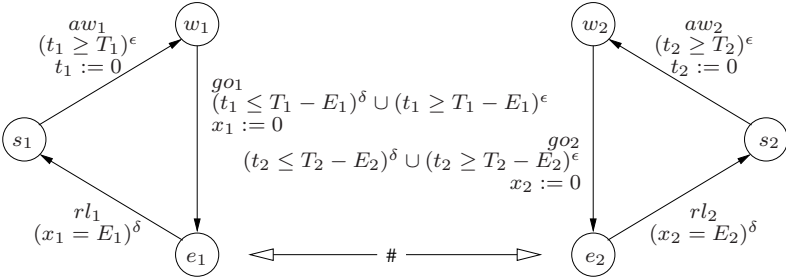 w₁
aw₁
(t₁ ≥ T₁)^ϵ
t₁ := 0
s₁
go₁
(t₁ ≤ T₁ − E₁)^δ ∪ (t₁ ≥ T₁ − E₁)^ϵ
x₁ := 0
rl₁
(x₁ = E₁)^δ
e₁
#
w₂
aw₂
(t₂ ≥ T₂)^ϵ
t₂ := 0
s₂
go₂
(t₂ ≤ T₂ − E₂)^δ ∪ (t₂ ≥ T₂ − E₂)^ϵ
x₂ := 0
rl₂
(x₂ = E₂)^δ
e₂